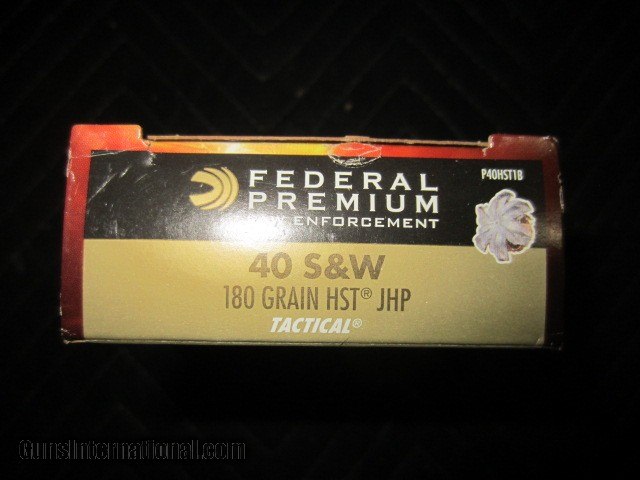 P40HST1B
FEDERAL
PREMIUM
ENFORCEMENT
40 S&W
180 GRAIN HST® JHP
TACTICAL®
GunsInternational.com